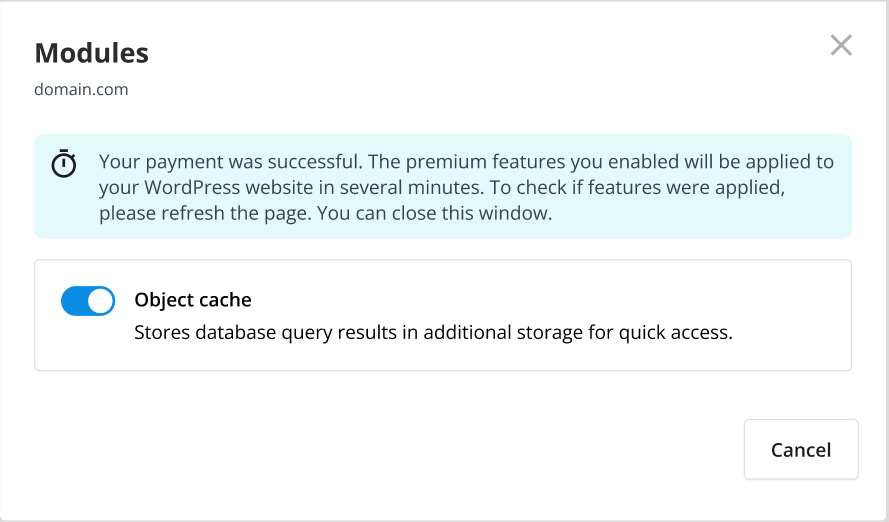 Modules
domain.com
Your payment was successful. The premium features you enabled will be applied to
your WordPress website in several minutes. To check if features were applied,
please refresh the page. You can close this window.
Object cache
Stores database query results in additional storage for quick access.
Cancel